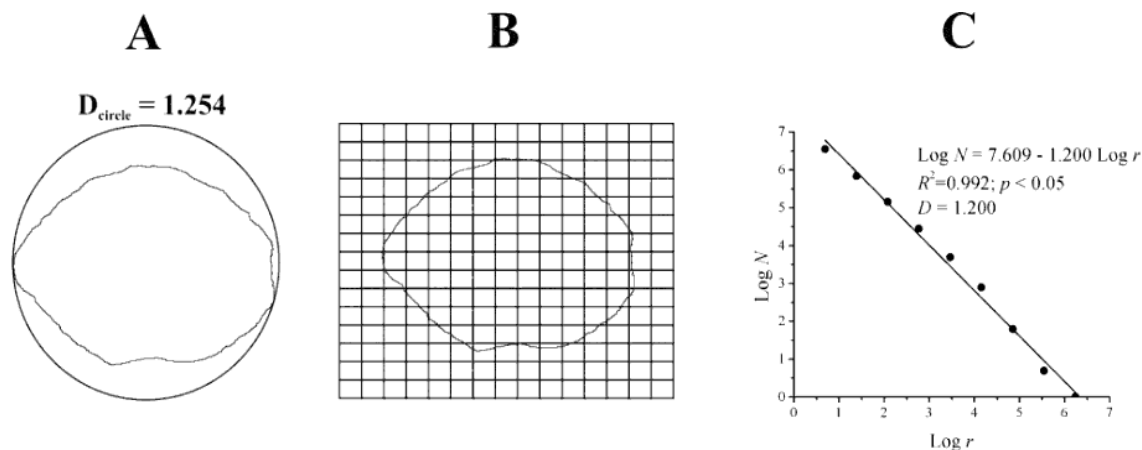 A
B
C
D circle = 1.254
Log N = 7.609 - 1.200 Log r
R²=0.992; p < 0.05
D = 1.200
Log N
7
6
5
4
3
2
1
0
0 1 2 3 4 5 6 7
Log r